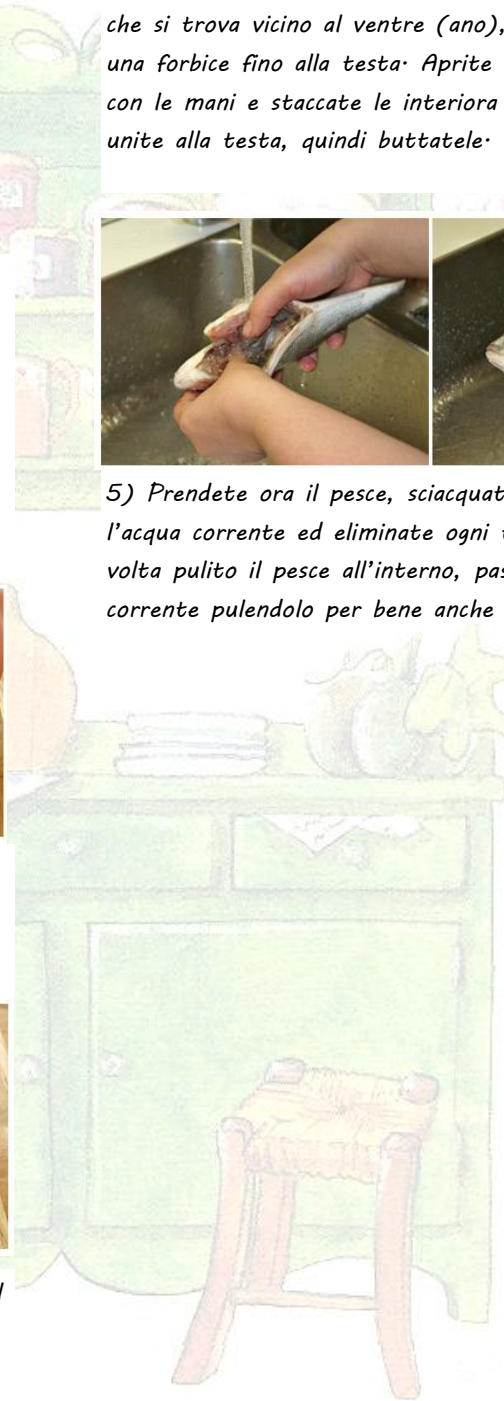 che si trova vicino al ventre (ano),
una forbice fino alla testa. Aprite
con le mani e staccate le interiora
unite alla testa, quindi buttatele.
5) Prendete ora il pesce, sciacquat
l'acqua corrente ed eliminate ogni
volta pulito il pesce all'interno, pas
corrente pulendolo per bene anche